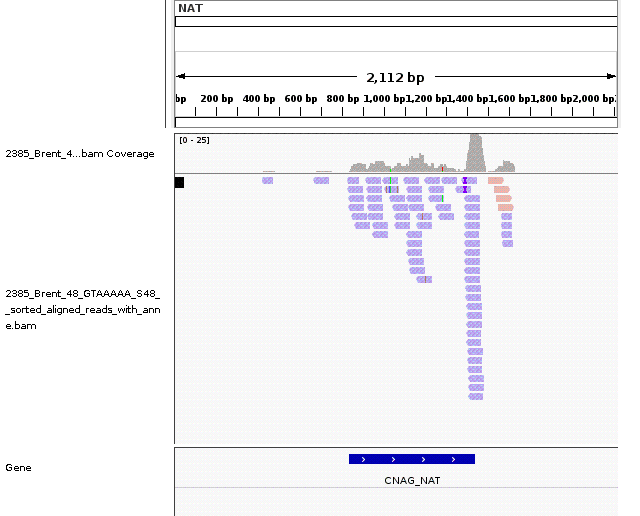 NAT
2,112 bp
bp 200 bp 400 bp 600 bp 800 bp 1,000 bp 1,200 bp 1,400 bp 1,600 bp 1,800 bp 2,000 bp
[0 - 25]
2385_Brent_4...bam Coverage
2385_Brent_48_GTAAAAA_S48_
_sorted_aligned_reads_with_ann
e.bam
Gene
CNAG_NAT